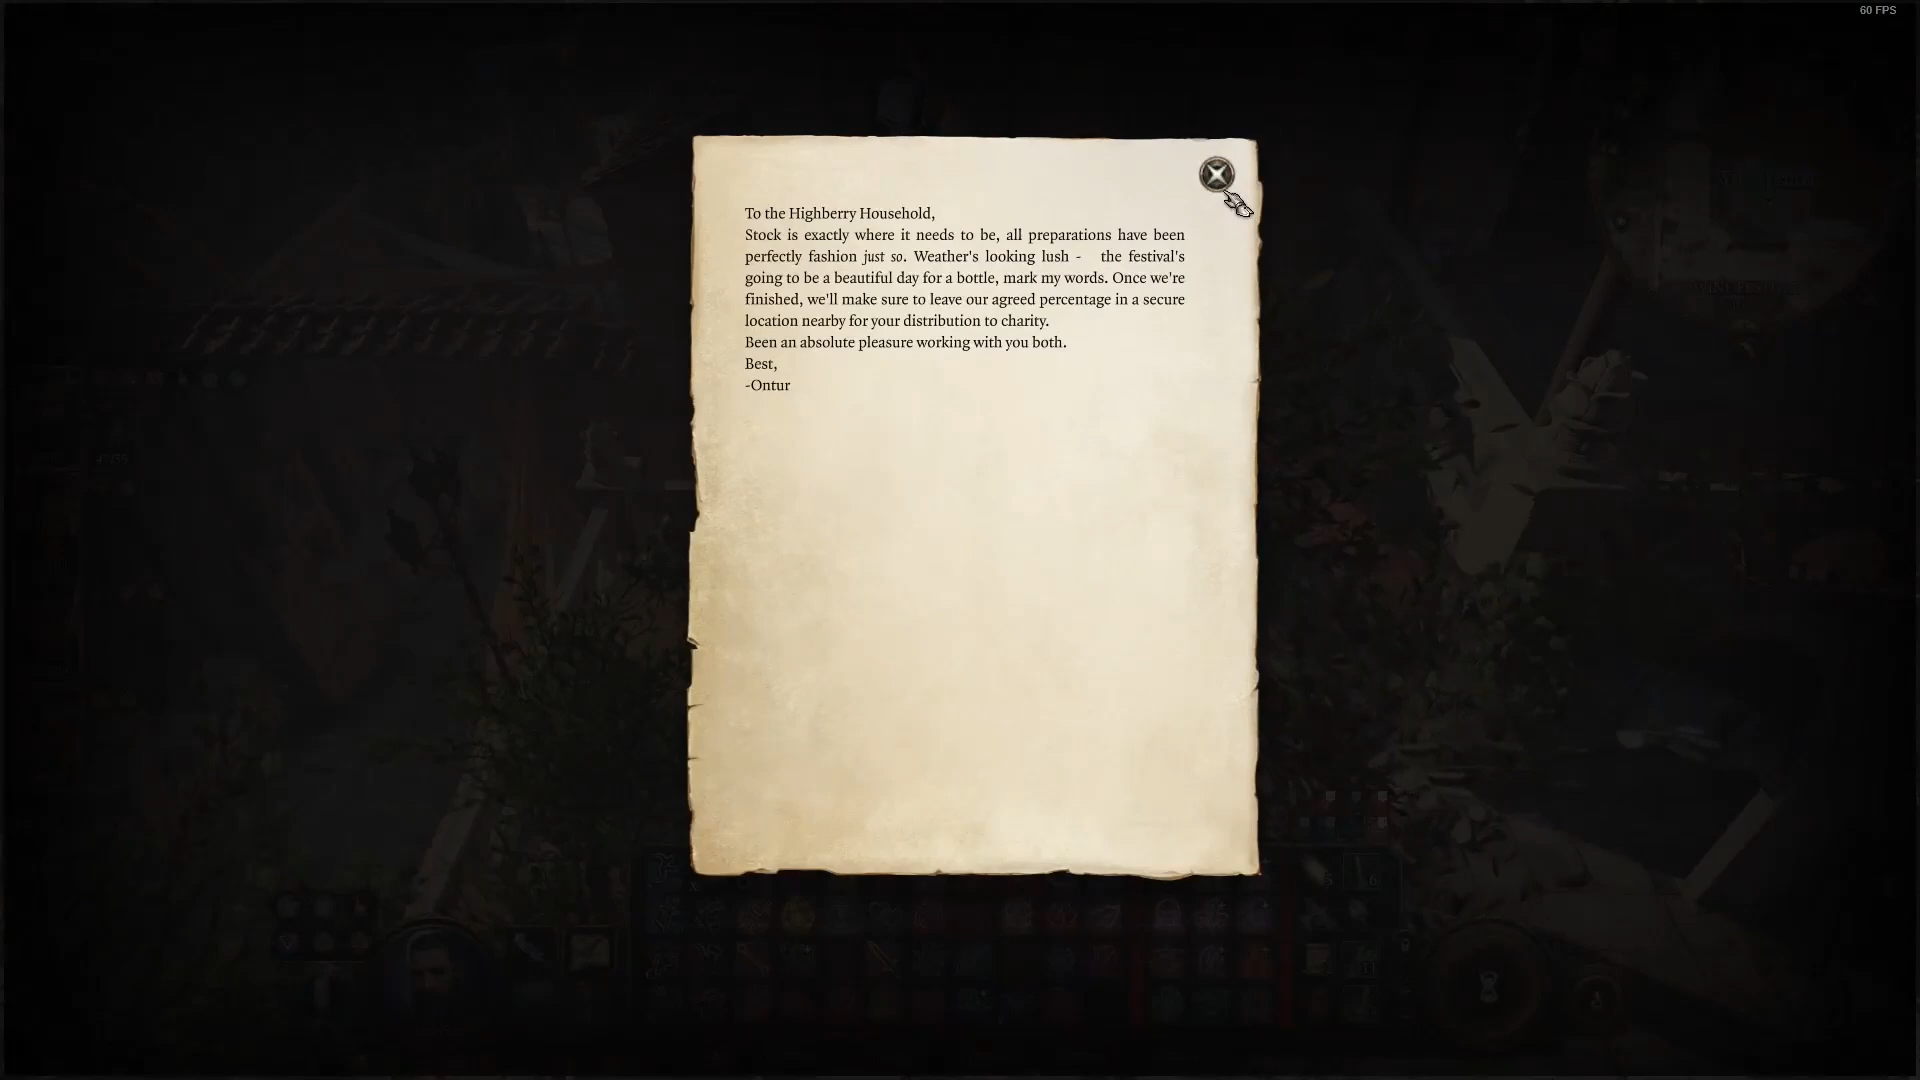 60 FPS
To the Highberry Household,
Stock is exactly where it needs to be, all preparations have been
perfectly fashion just so. Weather's looking lush - the festival's
going to be a beautiful day for a bottle, mark my words. Once we're
finished, we'll make sure to leave our agreed percentage in a secure
location nearby for your distribution to charity.
Been an absolute pleasure working with you both.
Best,
-Ontur